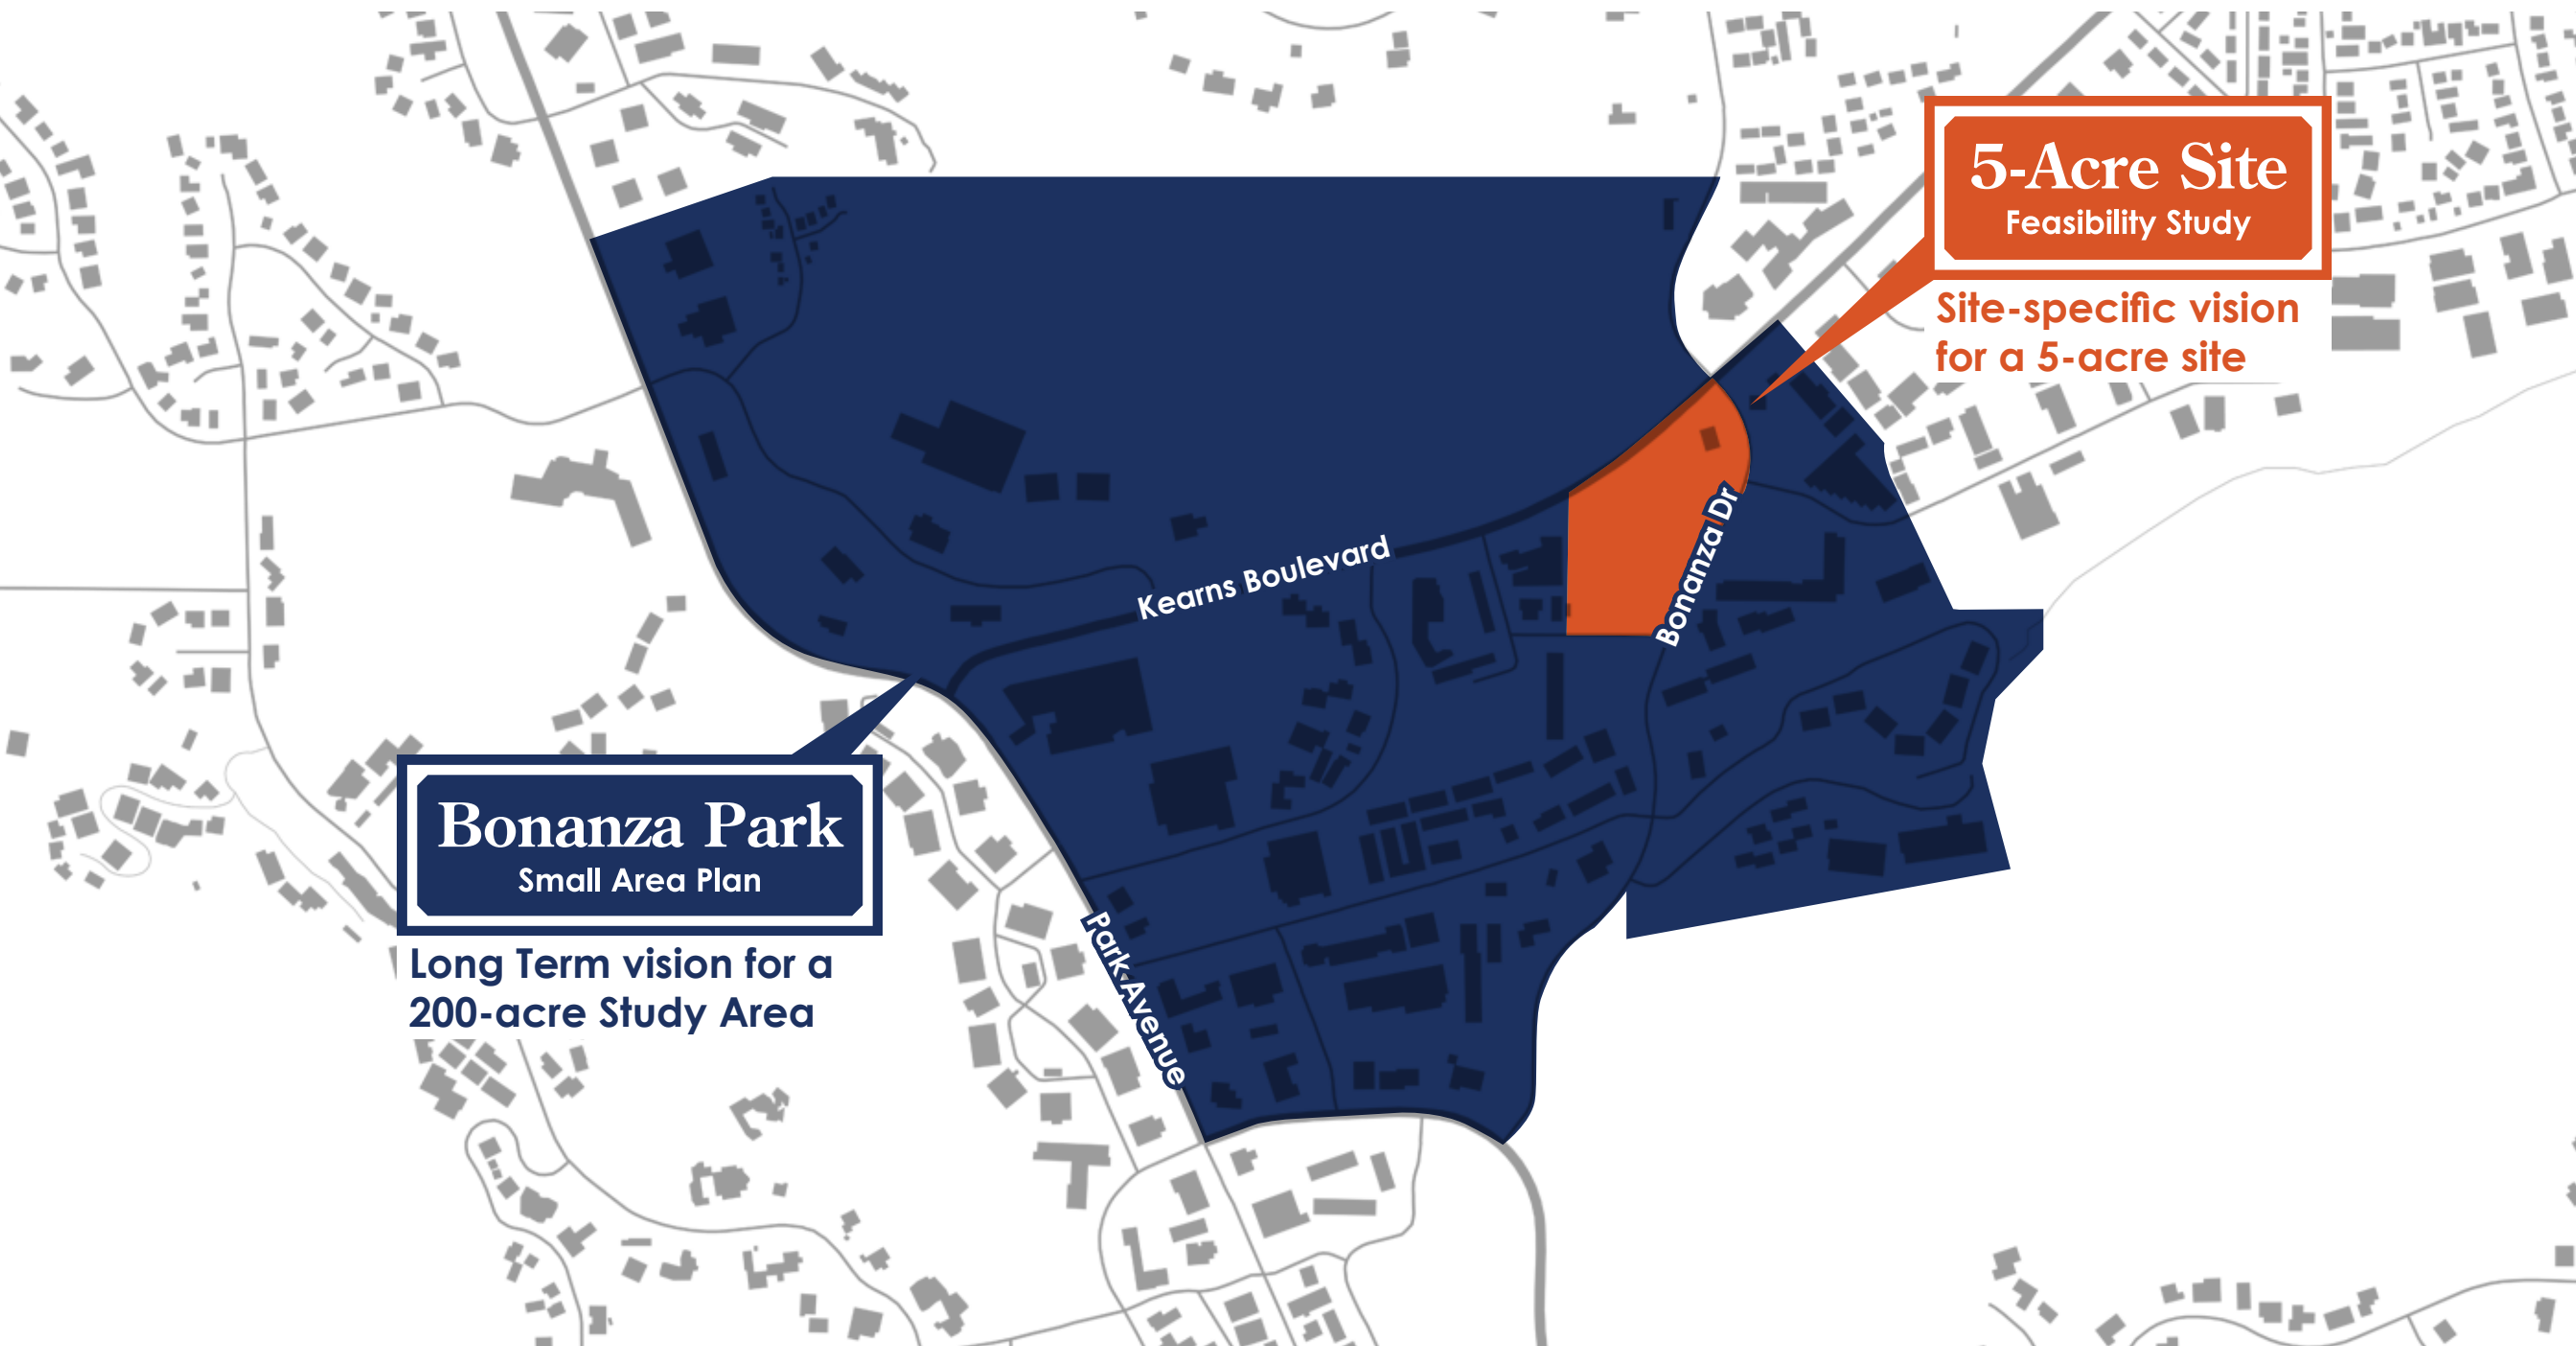 5-Acre Site
Feasibility Study
Site-specific vision
for a 5-acre site
Kearns Boulevard
Bonanza Dr
Bonanza Park
Small Area Plan
Long Term vision for a
200-acre Study Area
Park Avenue